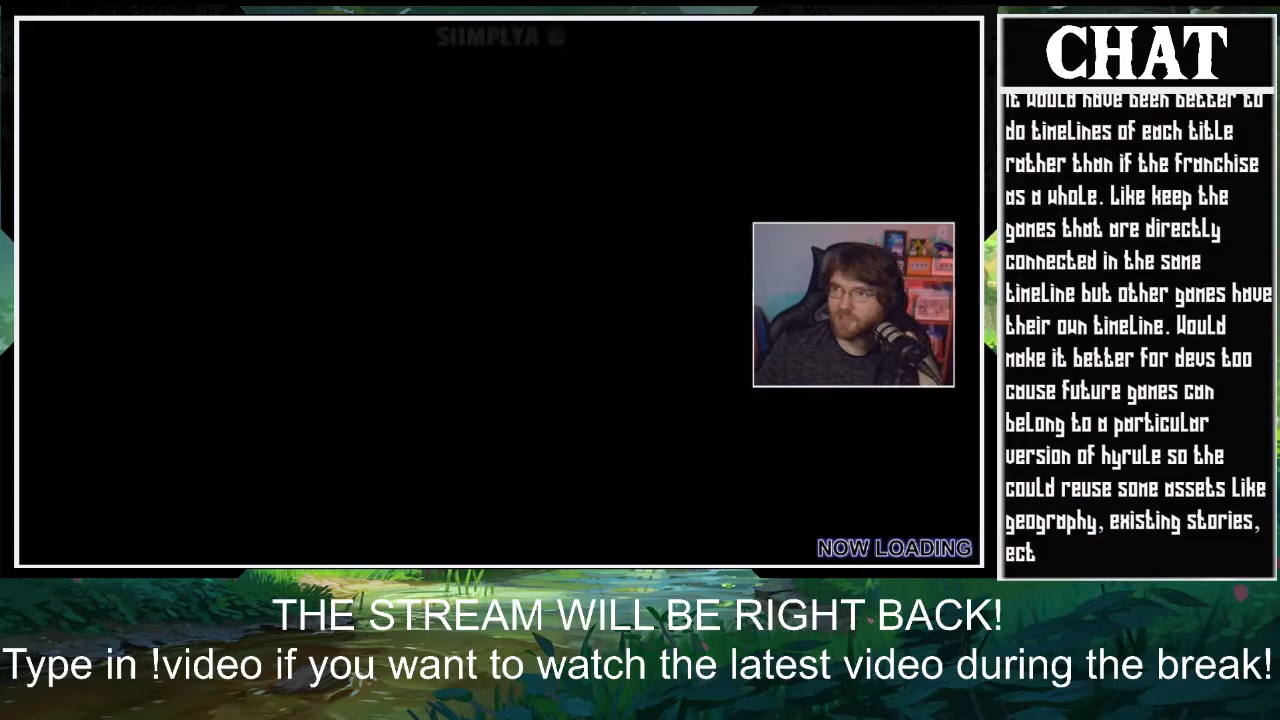 CHAT
it would have been better to
do timelines of each title
rather than if the franchise
as a whole. Like keep the
games that are directly
connected in the same
timeline but other games have
their own timeline. Would
make it better for devs too
cause future games can
belong to a particular
version of hyrule so the
could reuse some assets like
geography, existing stories,
ect
NOW LOADING
THE STREAM WILL BE RIGHT BACK!
Type in !video if you want to watch the latest video during the break!